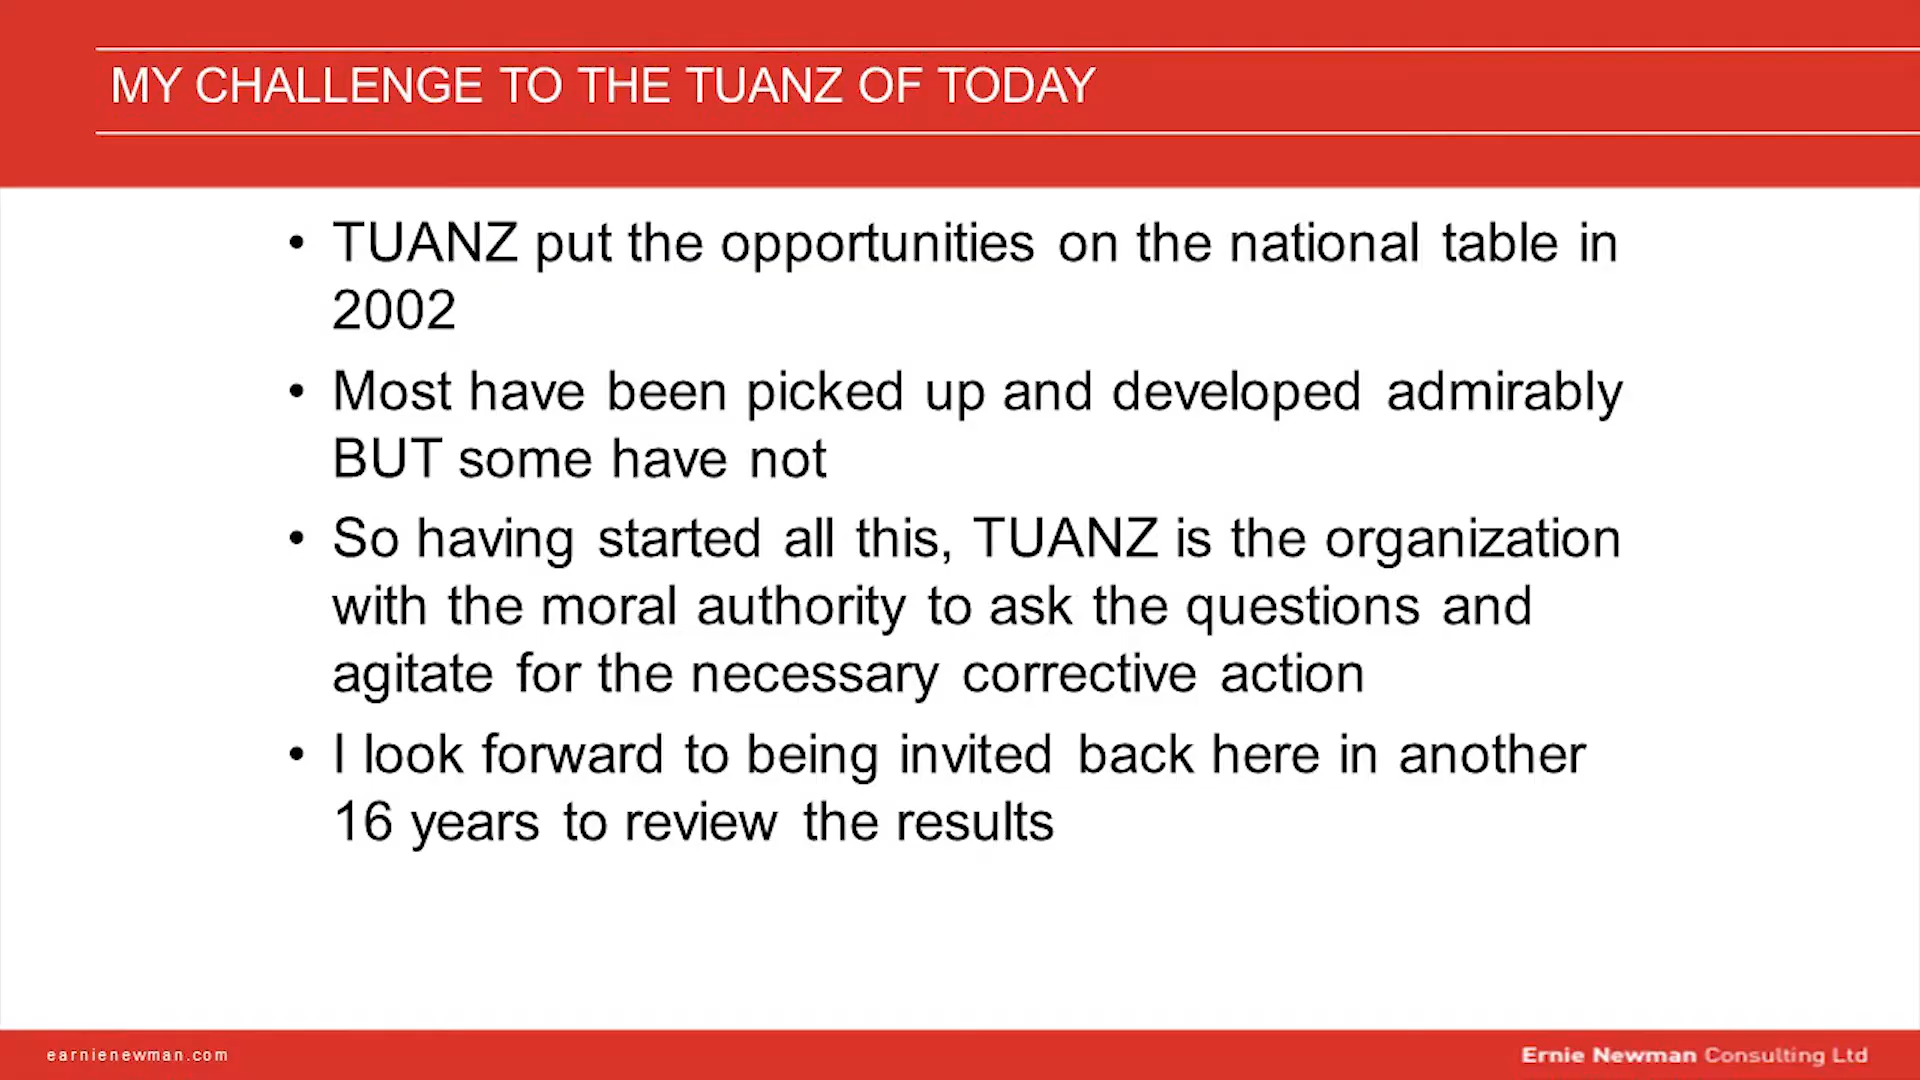 MY CHALLENGE TO THE TUANZ OF TODAY
• TUANZ put the opportunities on the national table in
2002
• Most have been picked up and developed admirably
BUT some have not
• So having started all this, TUANZ is the organization
with the moral authority to ask the questions and
agitate for the necessary corrective action
• I look forward to being invited back here in another
16 years to review the results
earnienewman.com
Ernie Newman Consulting Ltd